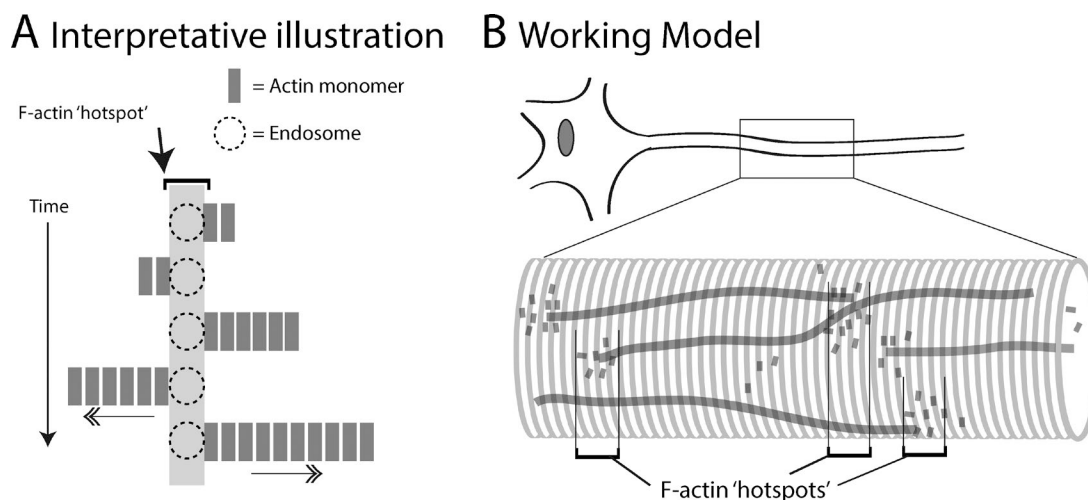 A Interpretative illustration
= Actin monomer
F-actin ‘hotspot’
= Endosome
Time
B Working Model
F-actin ‘hotspots’